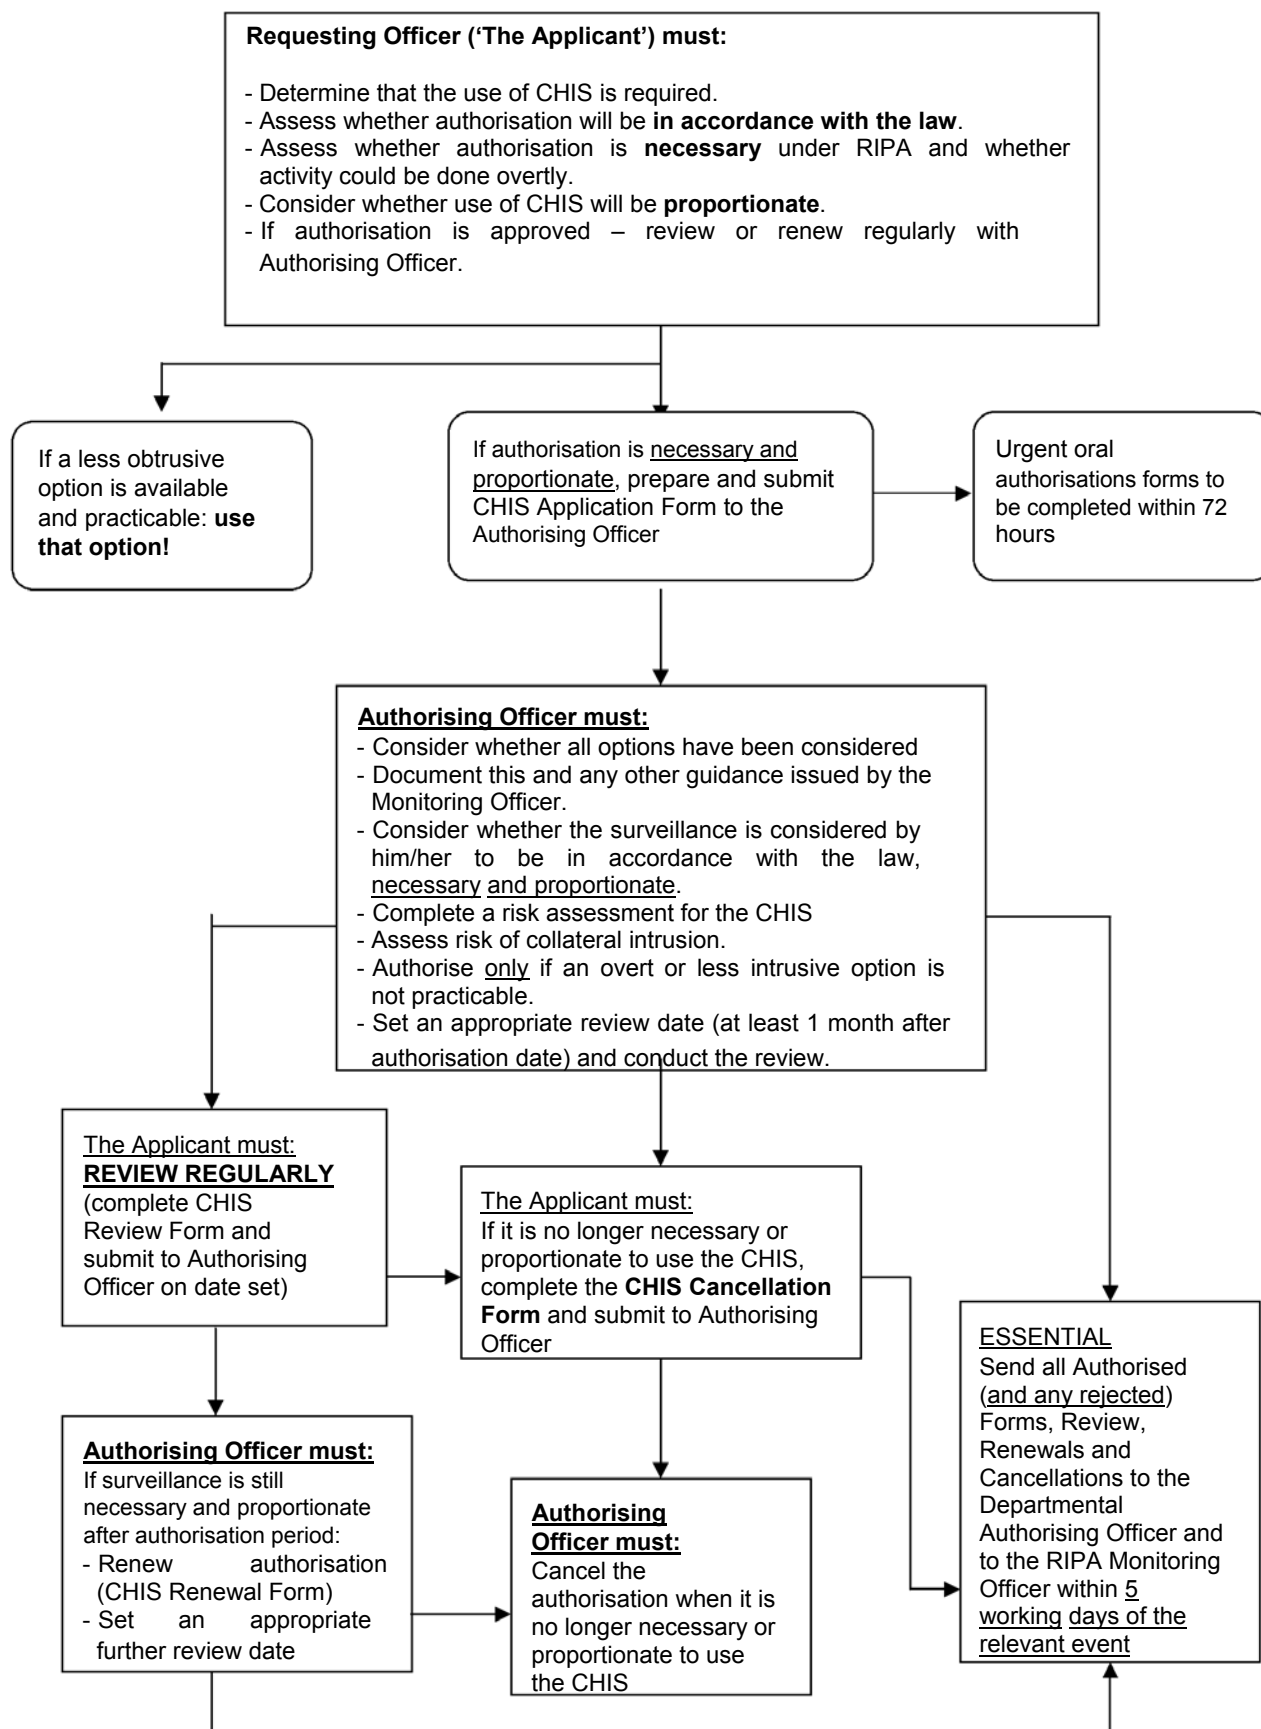 Requesting Officer (‘The Applicant’) must:
- Determine that the use of CHIS is required.
- Assess whether authorisation will be in accordance with the law.
- Assess whether authorisation is necessary under RIPA and whether
activity could be done overtly.
- Consider whether use of CHIS will be proportionate.
- If authorisation is approved – review or renew regularly with
Authorising Officer.
If a less obtrusive
option is available
and practicable: use
that option!
If authorisation is necessary and
proportionate, prepare and submit
CHIS Application Form to the
Authorising Officer
Urgent oral
authorisations forms to
be completed within 72
hours
Authorising Officer must:
- Consider whether all options have been considered
- Document this and any other guidance issued by the
Monitoring Officer.
- Consider whether the surveillance is considered by
him/her to be in accordance with the law,
necessary and proportionate.
- Complete a risk assessment for the CHIS
- Assess risk of collateral intrusion.
- Authorise only if an overt or less intrusive option is
not practicable.
- Set an appropriate review date (at least 1 month after
authorisation date) and conduct the review.
The Applicant must:
REVIEW REGULARLY
(complete CHIS
Review Form and
submit to Authorising
Officer on date set)
The Applicant must:
If it is no longer necessary or
proportionate to use the CHIS,
complete the CHIS Cancellation
Form and submit to Authorising
Officer
ESSENTIAL
Send all Authorised
(and any rejected)
Forms, Review,
Renewals and
Cancellations to the
Departmental
Authorising Officer and
to the RIPA Monitoring
Officer within 5
working days of the
relevant event
Authorising Officer must:
If surveillance is still
necessary and proportionate
after authorisation period:
- Renew authorisation
(CHIS Renewal Form)
- Set an appropriate
further review date
Authorising
Officer must:
Cancel the
authorisation when it is
no longer necessary or
proportionate to use
the CHIS